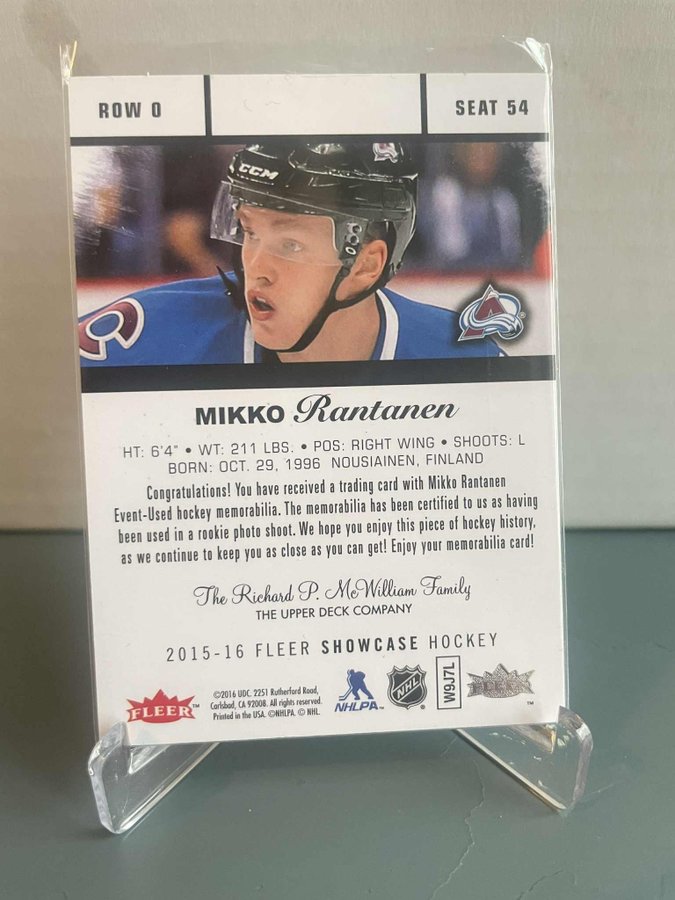 ROW 0
SEAT 54
CCM
MIKKO Rantanen
HT: 6'4" • WT: 211 LBS. • POS: RIGHT WING • SHOOTS: L
BORN: OCT. 29, 1996 NOUSIAINEN, FINLAND
Congratulations! You have received a trading card with Mikko Rantanen
Event-Used hockey memorabilia. The memorabilia has been certified to us as having
been used in a rookie photo shoot. We hope you enjoy this piece of hockey history,
as we continue to keep you as close as you can get! Enjoy your memorabilia card!
The Richard P. McWilliam Family
THE UPPER DECK COMPANY
2015-16 FLEER SHOWCASE HOCKEY
FLEER™
©2016 UDC. 2251 Rutherford Road,
Carlsbad, CA 92008. All rights reserved.
Printed in the USA. ©NHLPA. © NHL.
NHLPA™
NHL
W9J7L
FLEER™